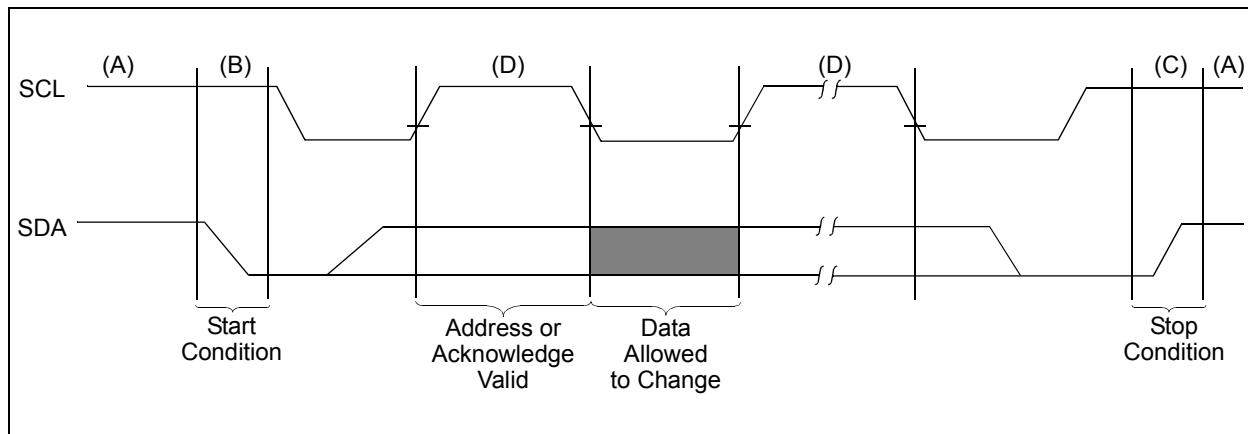 (A) (B) (D) (D) (C) (A)
SCL
SDA
Start
Condition
Address or
Acknowledge
Valid
Data
Allowed
to Change
Stop
Condition